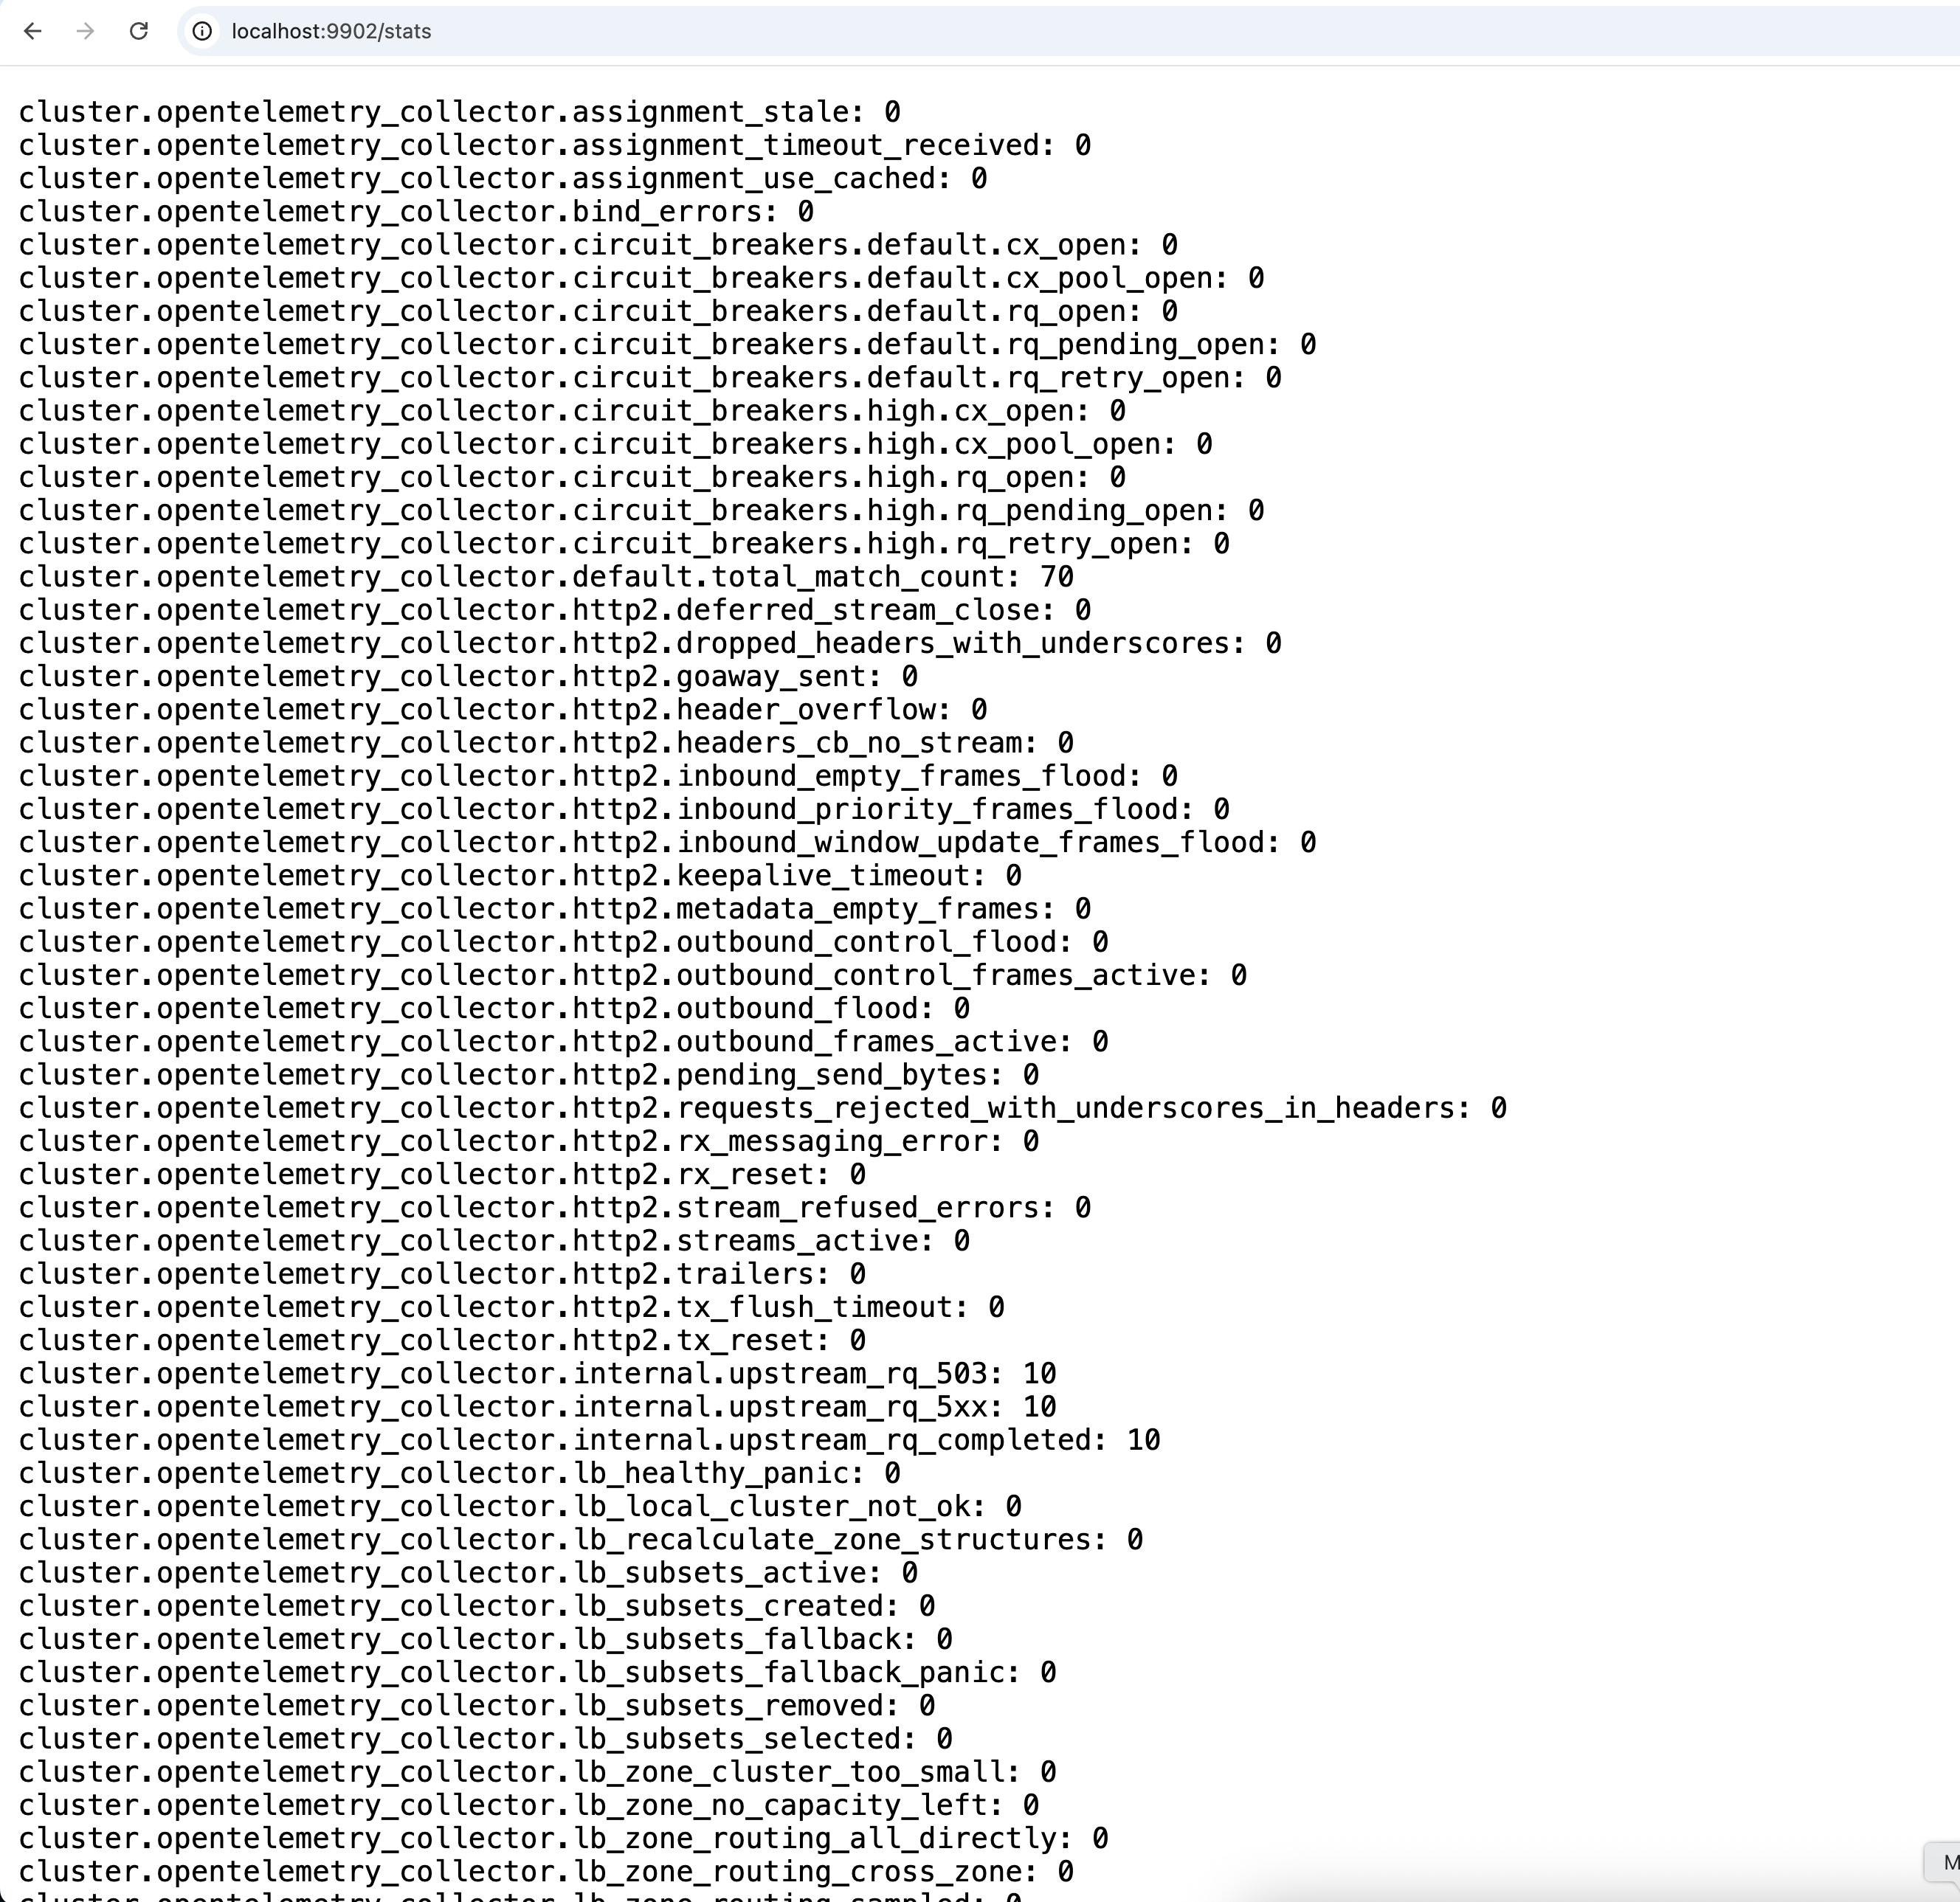 localhost:9902/stats
cluster.opentelemetry_collector.assignment_stale: 0
cluster.opentelemetry_collector.assignment_timeout_received: 0
cluster.opentelemetry_collector.assignment_use_cached: 0
cluster.opentelemetry_collector.bind_errors: 0
cluster.opentelemetry_collector.circuit_breakers.default.cx_open: 0
cluster.opentelemetry_collector.circuit_breakers.default.cx_pool_open: 0
cluster.opentelemetry_collector.circuit_breakers.default.rq_open: 0
cluster.opentelemetry_collector.circuit_breakers.default.rq_pending_open: 0
cluster.opentelemetry_collector.circuit_breakers.default.rq_retry_open: 0
cluster.opentelemetry_collector.circuit_breakers.high.cx_open: 0
cluster.opentelemetry_collector.circuit_breakers.high.cx_pool_open: 0
cluster.opentelemetry_collector.circuit_breakers.high.rq_open: 0
cluster.opentelemetry_collector.circuit_breakers.high.rq_pending_open: 0
cluster.opentelemetry_collector.circuit_breakers.high.rq_retry_open: 0
cluster.opentelemetry_collector.default.total_match_count: 70
cluster.opentelemetry_collector.http2.deferred_stream_close: 0
cluster.opentelemetry_collector.http2.dropped_headers_with_underscores: 0
cluster.opentelemetry_collector.http2.goaway_sent: 0
cluster.opentelemetry_collector.http2.header_overflow: 0
cluster.opentelemetry_collector.http2.headers_cb_no_stream: 0
cluster.opentelemetry_collector.http2.inbound_empty_frames_flood: 0
cluster.opentelemetry_collector.http2.inbound_priority_frames_flood: 0
cluster.opentelemetry_collector.http2.inbound_window_update_frames_flood: 0
cluster.opentelemetry_collector.http2.keepalive_timeout: 0
cluster.opentelemetry_collector.http2.metadata_empty_frames: 0
cluster.opentelemetry_collector.http2.outbound_control_flood: 0
cluster.opentelemetry_collector.http2.outbound_control_frames_active: 0
cluster.opentelemetry_collector.http2.outbound_flood: 0
cluster.opentelemetry_collector.http2.outbound_frames_active: 0
cluster.opentelemetry_collector.http2.pending_send_bytes: 0
cluster.opentelemetry_collector.http2.requests_rejected_with_underscores_in_headers: 0
cluster.opentelemetry_collector.http2.rx_messaging_error: 0
cluster.opentelemetry_collector.http2.rx_reset: 0
cluster.opentelemetry_collector.http2.stream_refused_errors: 0
cluster.opentelemetry_collector.http2.streams_active: 0
cluster.opentelemetry_collector.http2.trailers: 0
cluster.opentelemetry_collector.http2.tx_flush_timeout: 0
cluster.opentelemetry_collector.http2.tx_reset: 0
cluster.opentelemetry_collector.internal.upstream_rq_503: 10
cluster.opentelemetry_collector.internal.upstream_rq_5xx: 10
cluster.opentelemetry_collector.internal.upstream_rq_completed: 10
cluster.opentelemetry_collector.lb_healthy_panic: 0
cluster.opentelemetry_collector.lb_local_cluster_not_ok: 0
cluster.opentelemetry_collector.lb_recalculate_zone_structures: 0
cluster.opentelemetry_collector.lb_subsets_active: 0
cluster.opentelemetry_collector.lb_subsets_created: 0
cluster.opentelemetry_collector.lb_subsets_fallback: 0
cluster.opentelemetry_collector.lb_subsets_fallback_panic: 0
cluster.opentelemetry_collector.lb_subsets_removed: 0
cluster.opentelemetry_collector.lb_subsets_selected: 0
cluster.opentelemetry_collector.lb_zone_cluster_too_small: 0
cluster.opentelemetry_collector.lb_zone_no_capacity_left: 0
cluster.opentelemetry_collector.lb_zone_routing_all_directly: 0
cluster.opentelemetry_collector.lb_zone_routing_cross_zone: 0
cluster.opentelemetry_collector.lb_zone_routing_sampled: 0